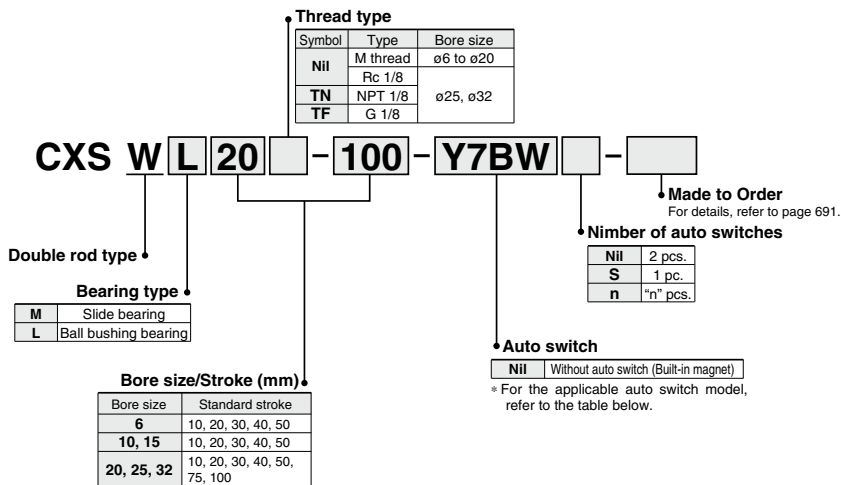 Thread type
Symbol Type Bore size
Nil M thread ø6 to ø20
Rc 1/8 ø25, ø32
TN NPT 1/8
TF G 1/8
CXS W L 20 – 100 – Y7BW –
Made to Order
For details, refer to page 691.
Nimber of auto switches
Nil 2 pcs.
S 1 pc.
n “n” pcs.
Double rod type
Bearing type
M Slide bearing
L Ball bushing bearing
Auto switch
Nil Without auto switch (Built-in magnet)
∗ For the applicable auto switch model,
refer to the table below.
Bore size/Stroke (mm)
Bore size Standard stroke
6 10, 20, 30, 40, 50
10, 15 10, 20, 30, 40, 50
20, 25, 32 10, 20, 30, 40, 50,
75, 100